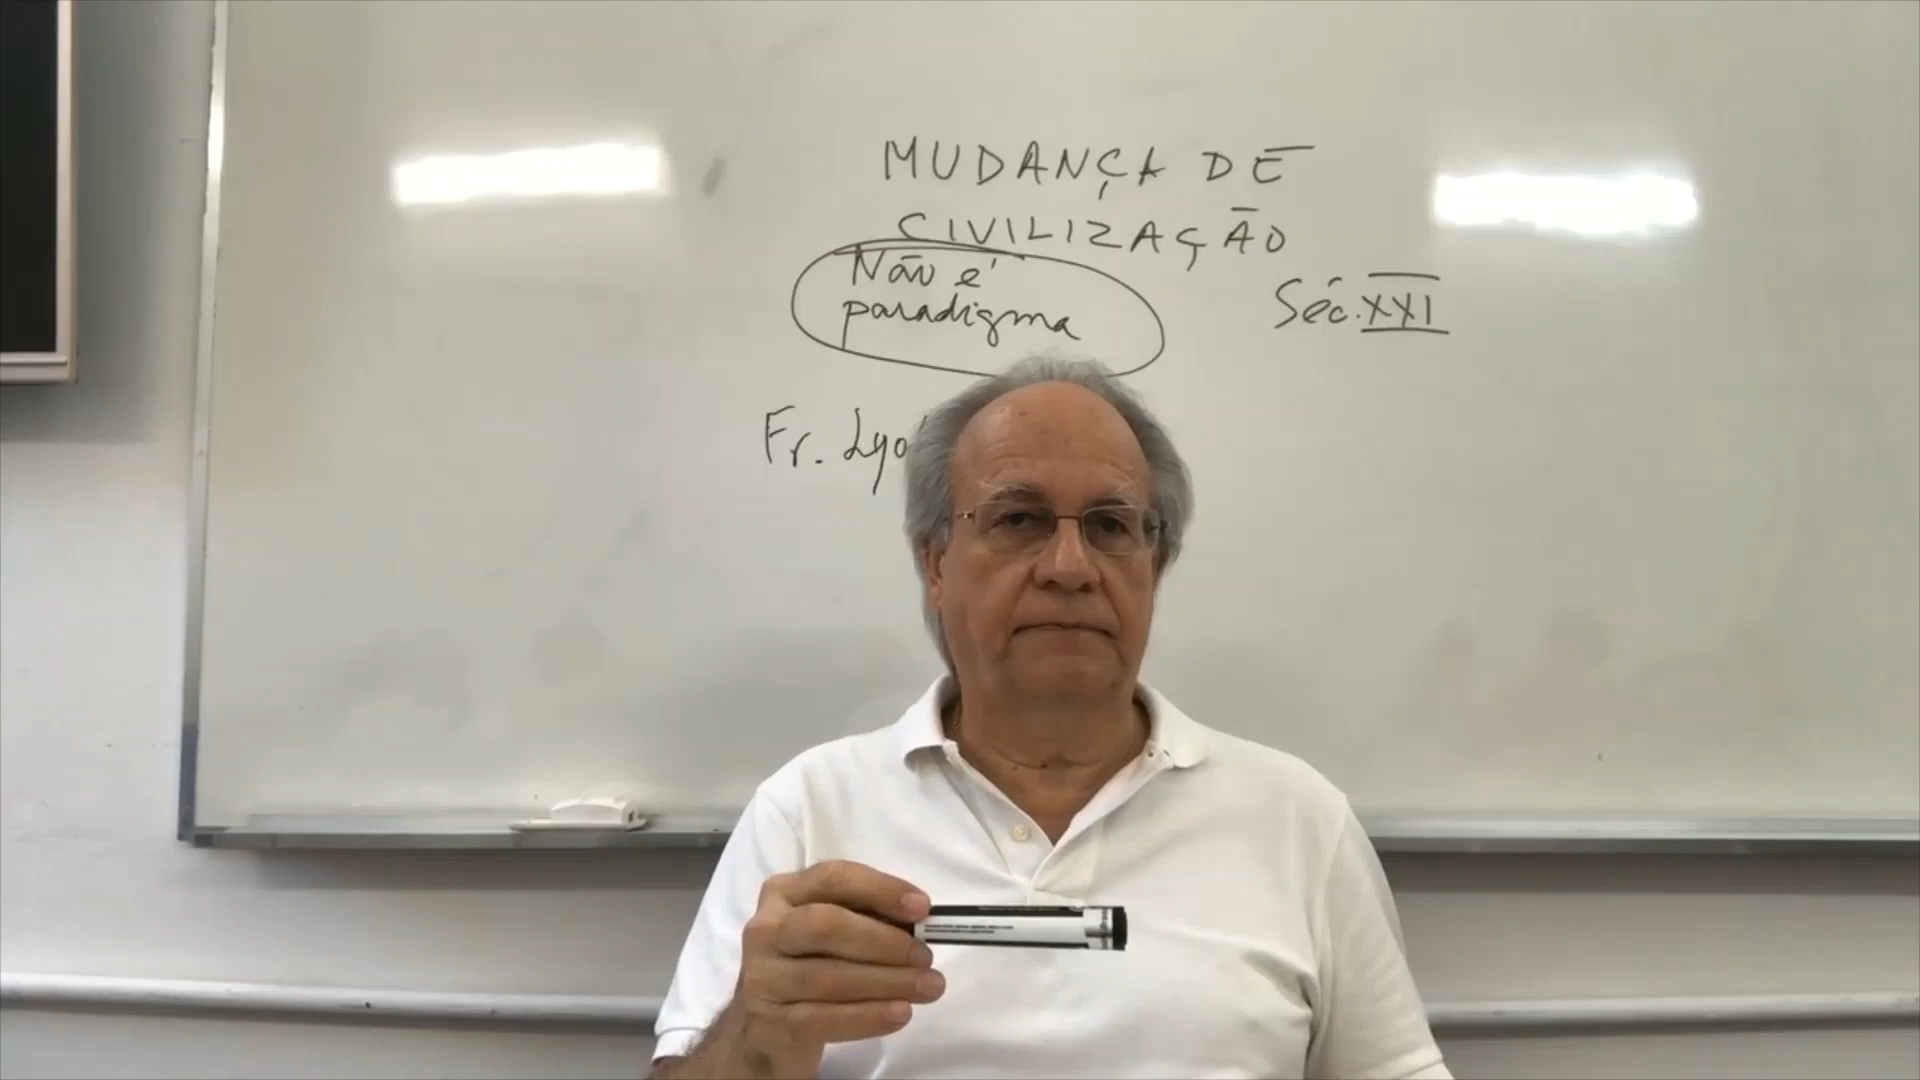 MUDANÇA DE
CIVILIZAÇÃO
Não é
paradigma
Séc. XXI
Fr.